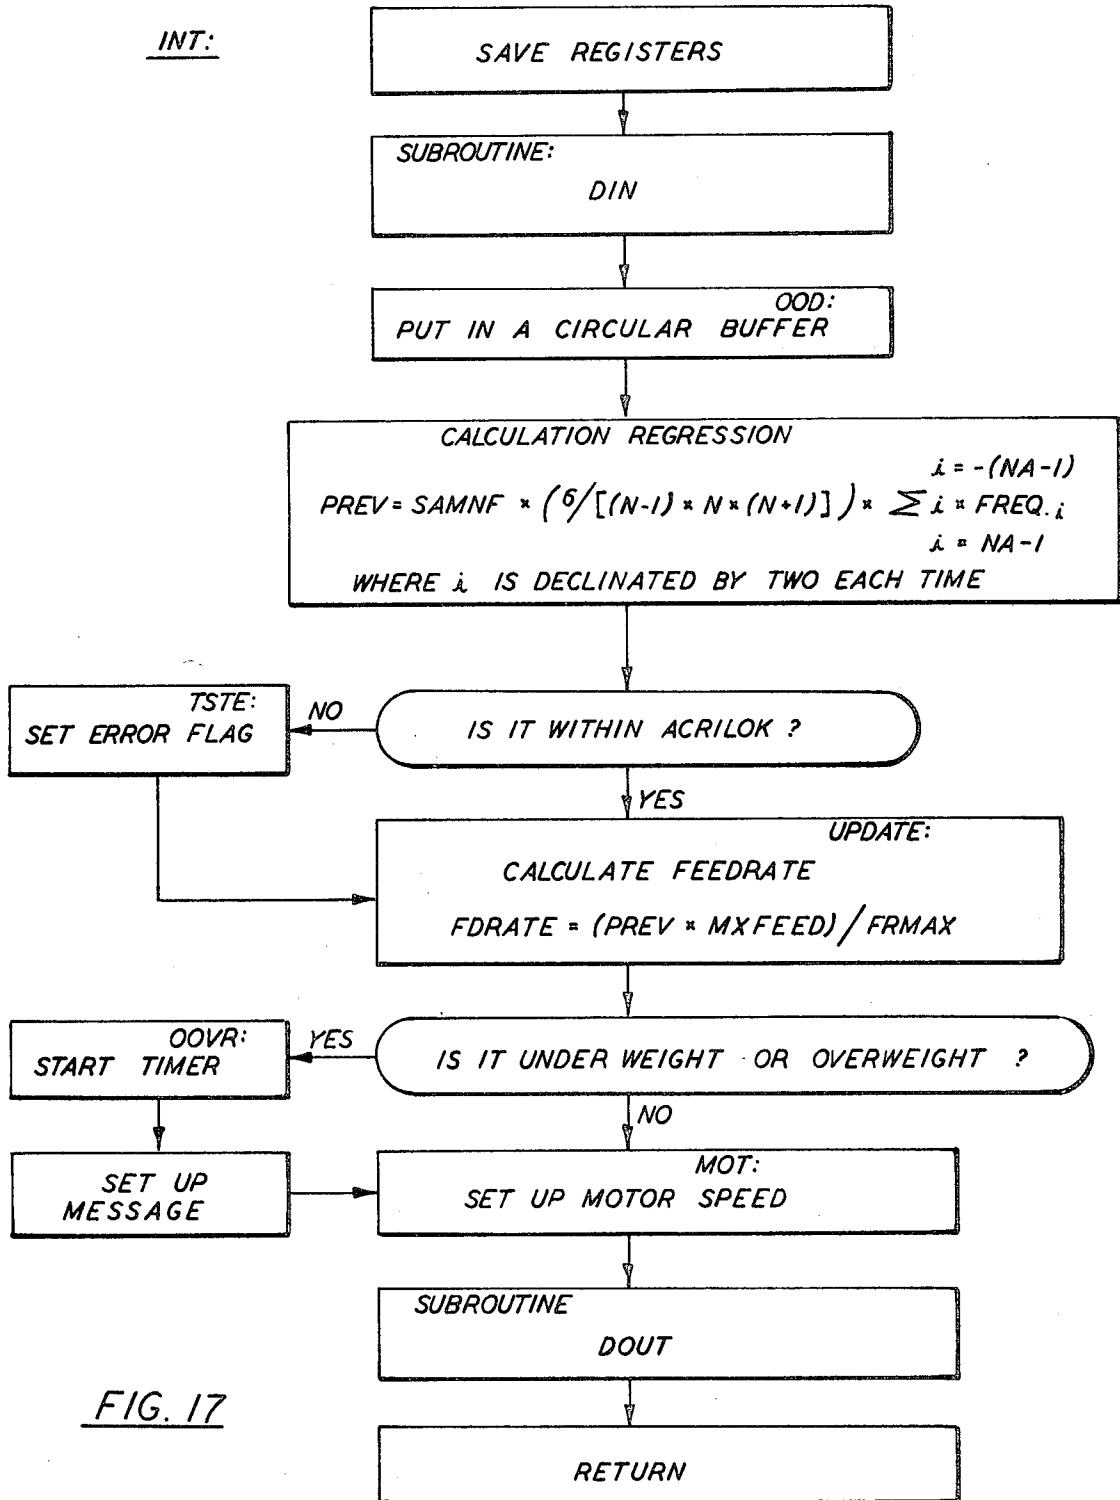 INT:
SAVE REGISTERS
SUBROUTINE:
DIN
OOD:
PUT IN A CIRCULAR BUFFER
CALCULATION REGRESSION
i = -(NA-1)
PREV = SAMNF * (6/[(N-1) * N * (N+1)]) * Σ i * FREQ.i
i = NA-1
WHERE i IS DECLINATED BY TWO EACH TIME
TSTE:
SET ERROR FLAG
NO
IS IT WITHIN ACRILOK ?
YES
UPDATE:
CALCULATE FEEDRATE
FDRATE = (PREV * MXFEED) / FRMAX
OOVR:
START TIMER
YES
IS IT UNDER WEIGHT OR OVERWEIGHT ?
NO
SET UP
MESSAGE
MOT:
SET UP MOTOR SPEED
SUBROUTINE
DOUT
FIG. 17
RETURN